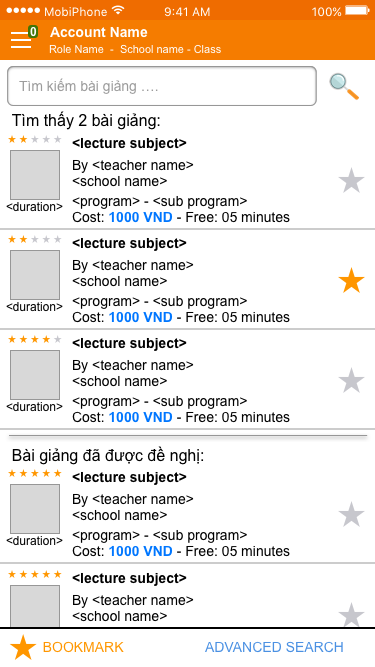 MobiPhone 9:41 AM 100%
0 Account Name
Role Name - School name - Class
Tìm kiếm bài giảng ….
Tìm thấy 2 bài giảng:
<lecture subject>
By <teacher name>
<school name>
<duration> <program> - <sub program>
Cost: 1000 VND - Free: 05 minutes
<lecture subject>
By <teacher name>
<school name>
<duration> <program> - <sub program>
Cost: 1000 VND - Free: 05 minutes
<lecture subject>
By <teacher name>
<school name>
<duration> <program> - <sub program>
Cost: 1000 VND - Free: 05 minutes
Bài giảng đã được đề nghị:
<lecture subject>
By <teacher name>
<school name>
<duration> <program> - <sub program>
Cost: 1000 VND - Free: 05 minutes
<lecture subject>
By <teacher name>
<school name>
BOOKMARK ADVANCED SEARCH